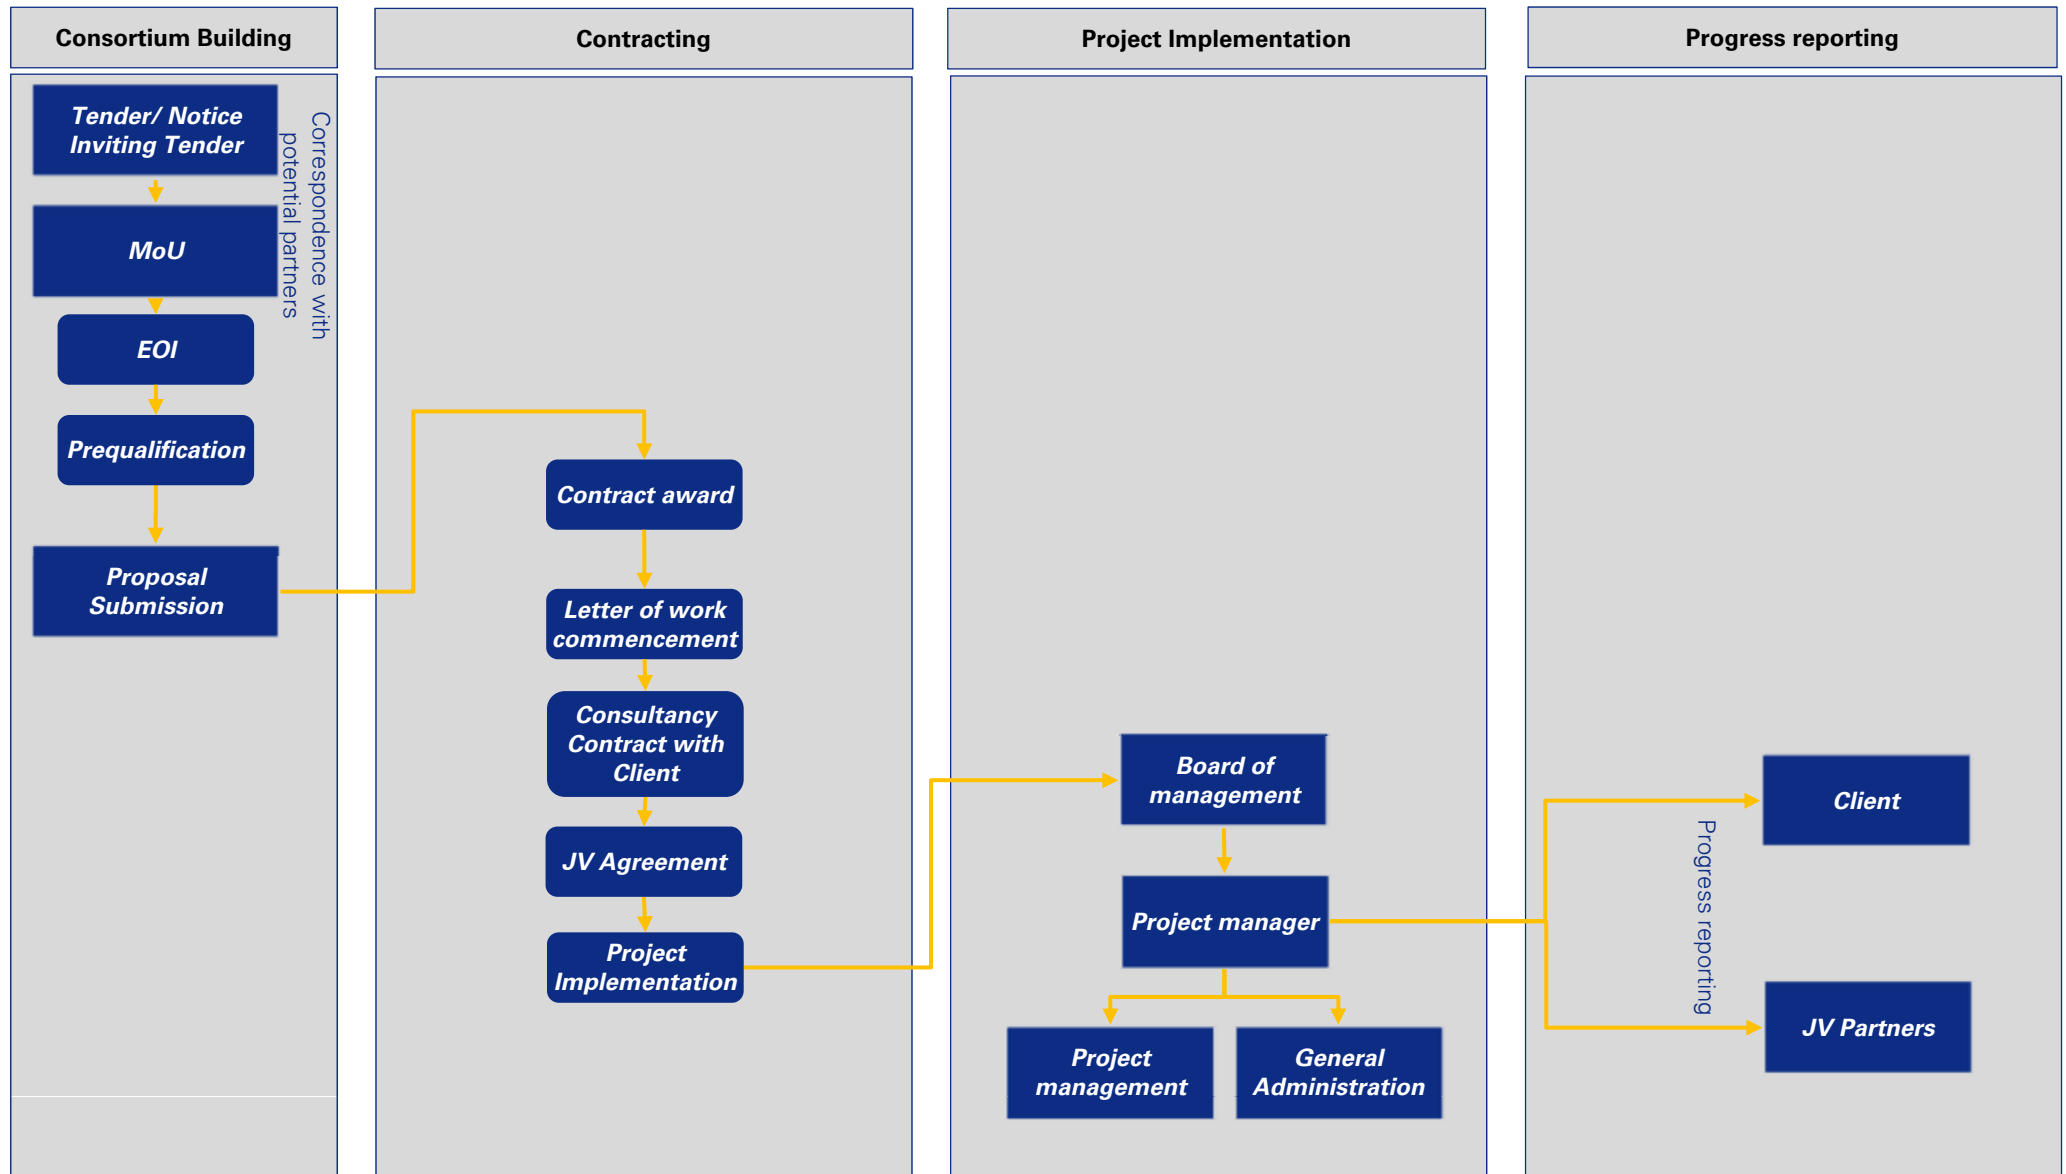 Consortium Building
Contracting
Project Implementation
Progress reporting
Tender/ Notice
Inviting Tender
MoU
EOI
Prequalification
Proposal
Submission
Correspondence with
potential partners
Contract award
Letter of work
commencement
Consultancy
Contract with
Client
JV Agreement
Project
Implementation
Board of
management
Project manager
Project
management
General
Administration
Progress reporting
Client
JV Partners